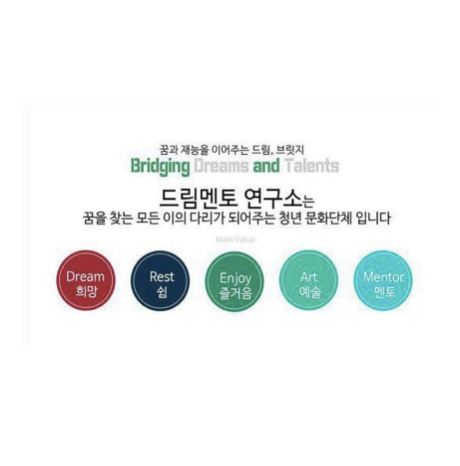 꿈과 재능을 이어주는 드림, 브릿지
Bridging Dreams and Talents
드림멘토 연구소는
꿈을 찾는 모든 이의 다리가 되어주는 청년 문화단체 입니다
Main Value
Dream
희망
Rest
쉼
Enjoy
즐거움
Art
예술
Mentor
멘토